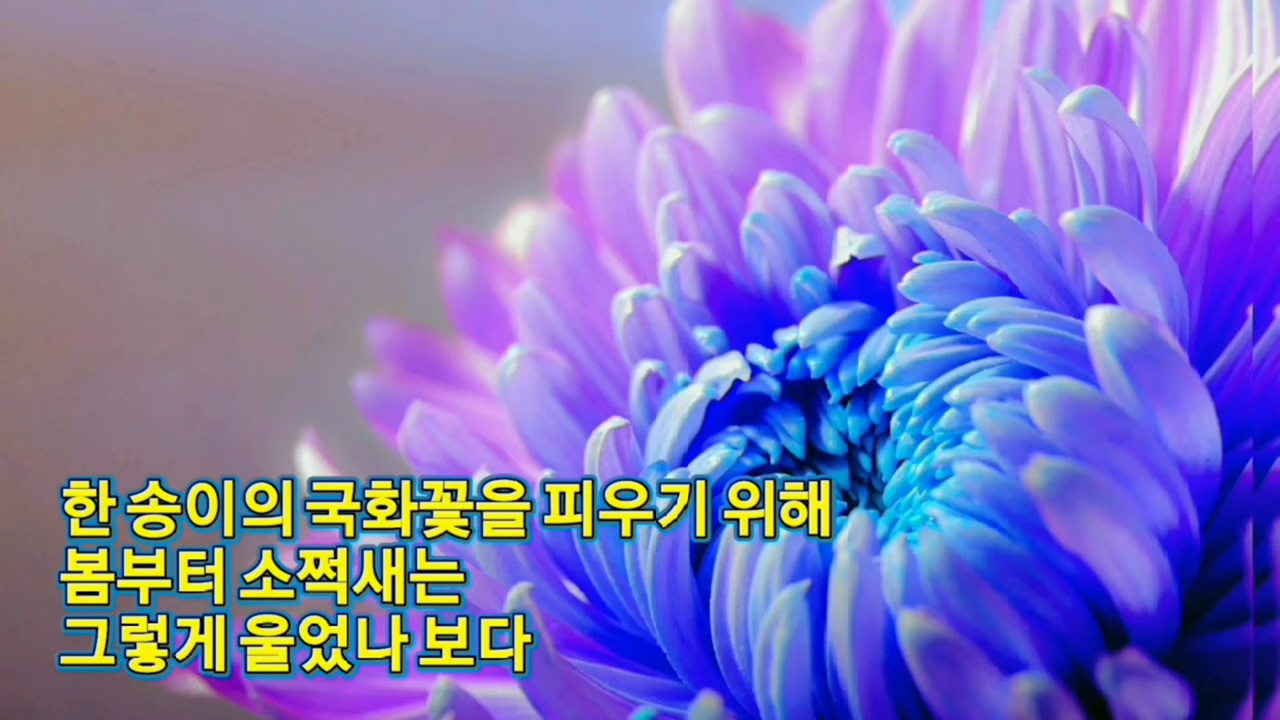 한 송이의 국화꽃을 피우기 위해
봄부터 소쩍새는
그렇게 울었나 보다